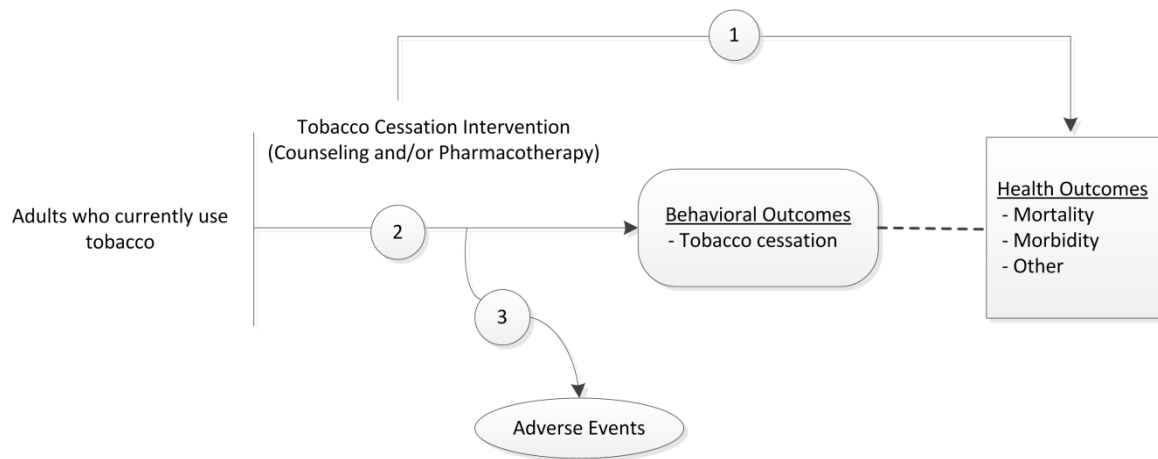 1
Tobacco Cessation Intervention
(Counseling and/or Pharmacotherapy)
Adults who currently use
tobacco
2
Behavioral Outcomes
- Tobacco cessation
Health Outcomes
- Mortality
- Morbidity
- Other
3
Adverse Events